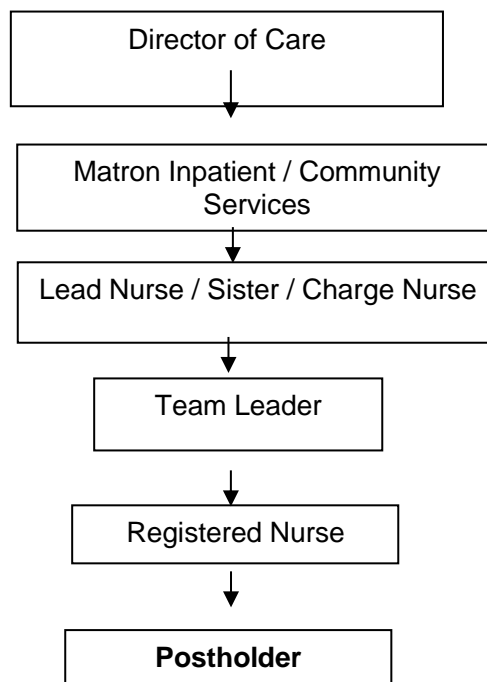 Director of Care
Matron Inpatient / Community
Services
Lead Nurse / Sister / Charge Nurse
Team Leader
Registered Nurse
Postholder